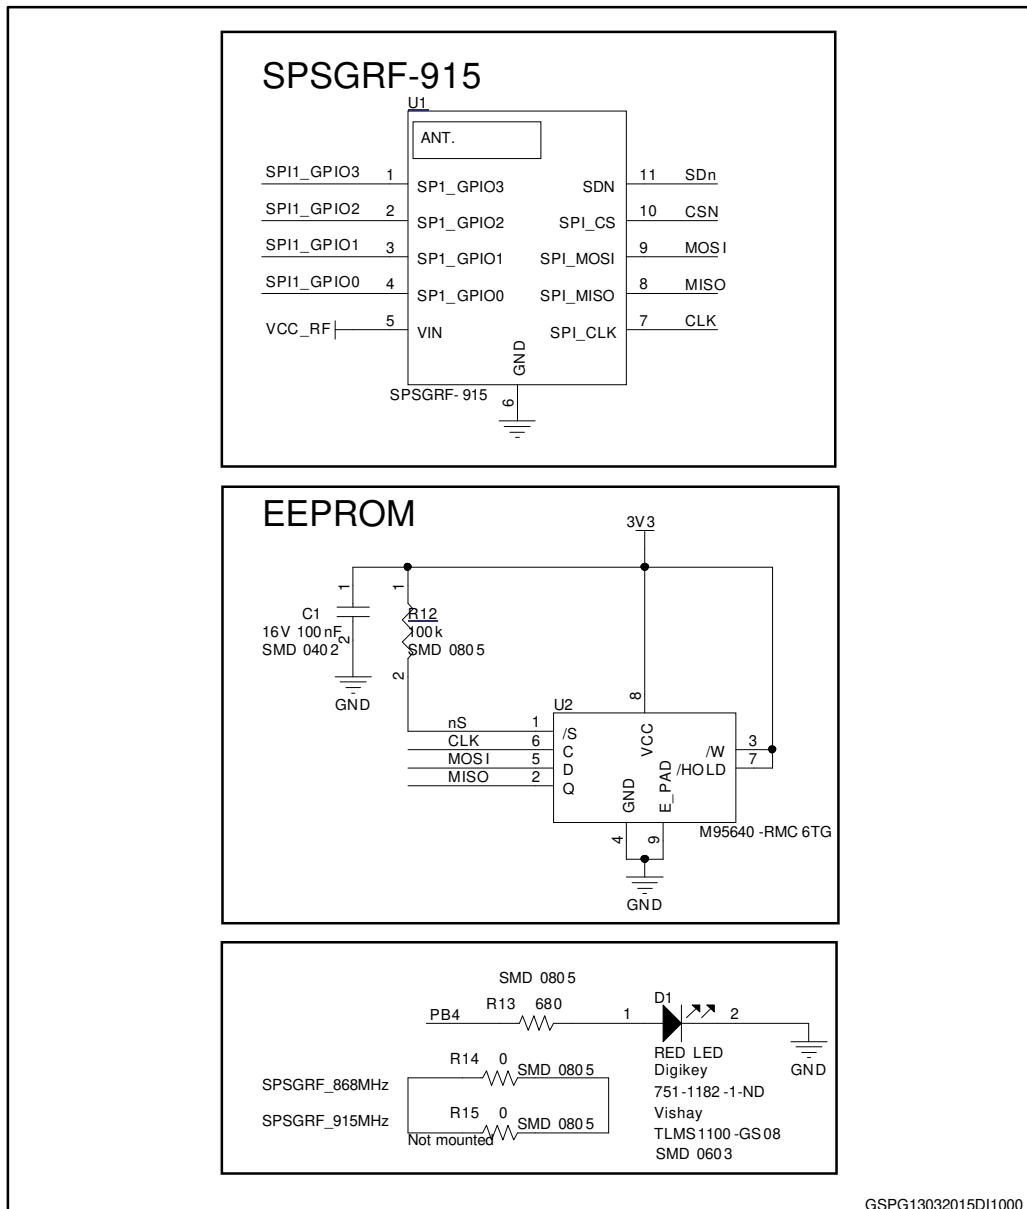 SPSGRF-915
U1
ANT.
SPI1_GPIO3 1 SP1_GPIO3 SDN 11 SDn
SPI1_GPIO2 2 SP1_GPIO2 SPI_CS 10 CSN
SPI1_GPIO1 3 SP1_GPIO1 SPI_MOSI 9 MOSI
SPI1_GPIO0 4 SP1_GPIO0 SPI_MISO 8 MISO
VCC_RF 5 VIN SPI_CLK 7 CLK
GND
SPSGRF-915
6
EEPROM
3V3
1 1
C1 R12
16V 100nF 100k
SMD 0402 SMD 0805
2 2
GND
8
U2
nS 1 /S VCC
CLK 6 C /W 3
MOSI 5 D /HOLD 7
MISO 2 Q
GND E_PAD
M95640-RMC6TG
4 9
GND
SMD 0805
R13 680 D1
PB4 1 2
RED LED GND
Digikey
751-1182-1-ND
Vishay
TLMS1100-GS08
SMD 0603
R14 0 SMD 0805
SPSGRF_868MHz
SPSGRF_915MHz
R15 0 SMD 0805
Not mounted
GSPG13032015DI1000